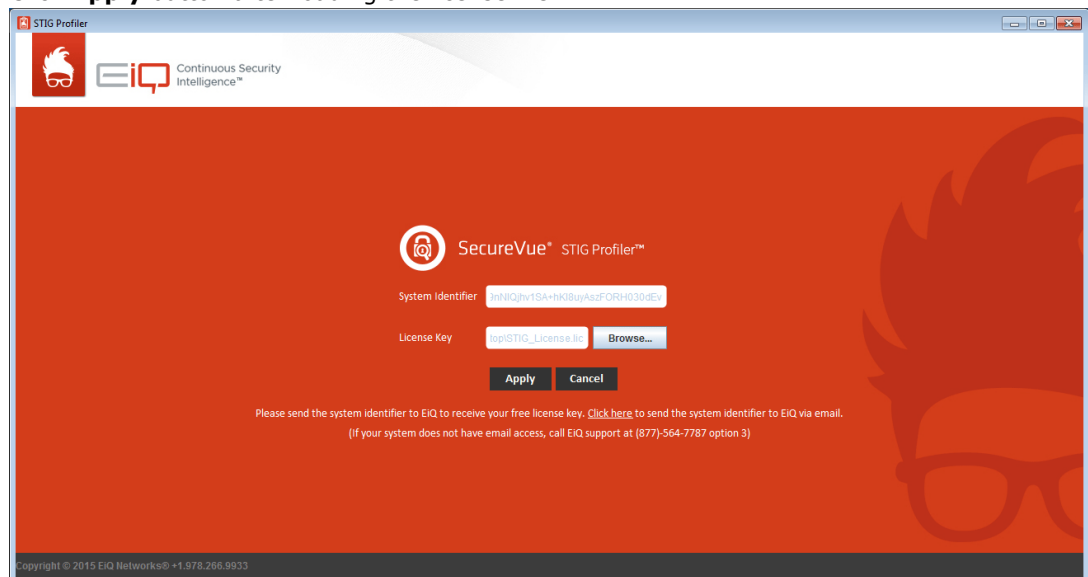 STIG Profiler
EiQ Continuous Security
Intelligence™
SecureVue® STIG Profiler™
System Identifier
License Key top\STIG_License.lic Browse...
Apply Cancel
Please send the system identifier to EiQ to receive your free license key. Click here to send the system identifier to EiQ via email.
(If your system does not have email access, call EiQ support at (877)-564-7787 option 3)
Copyright © 2015 EiQ Networks® +1.978.266.9933